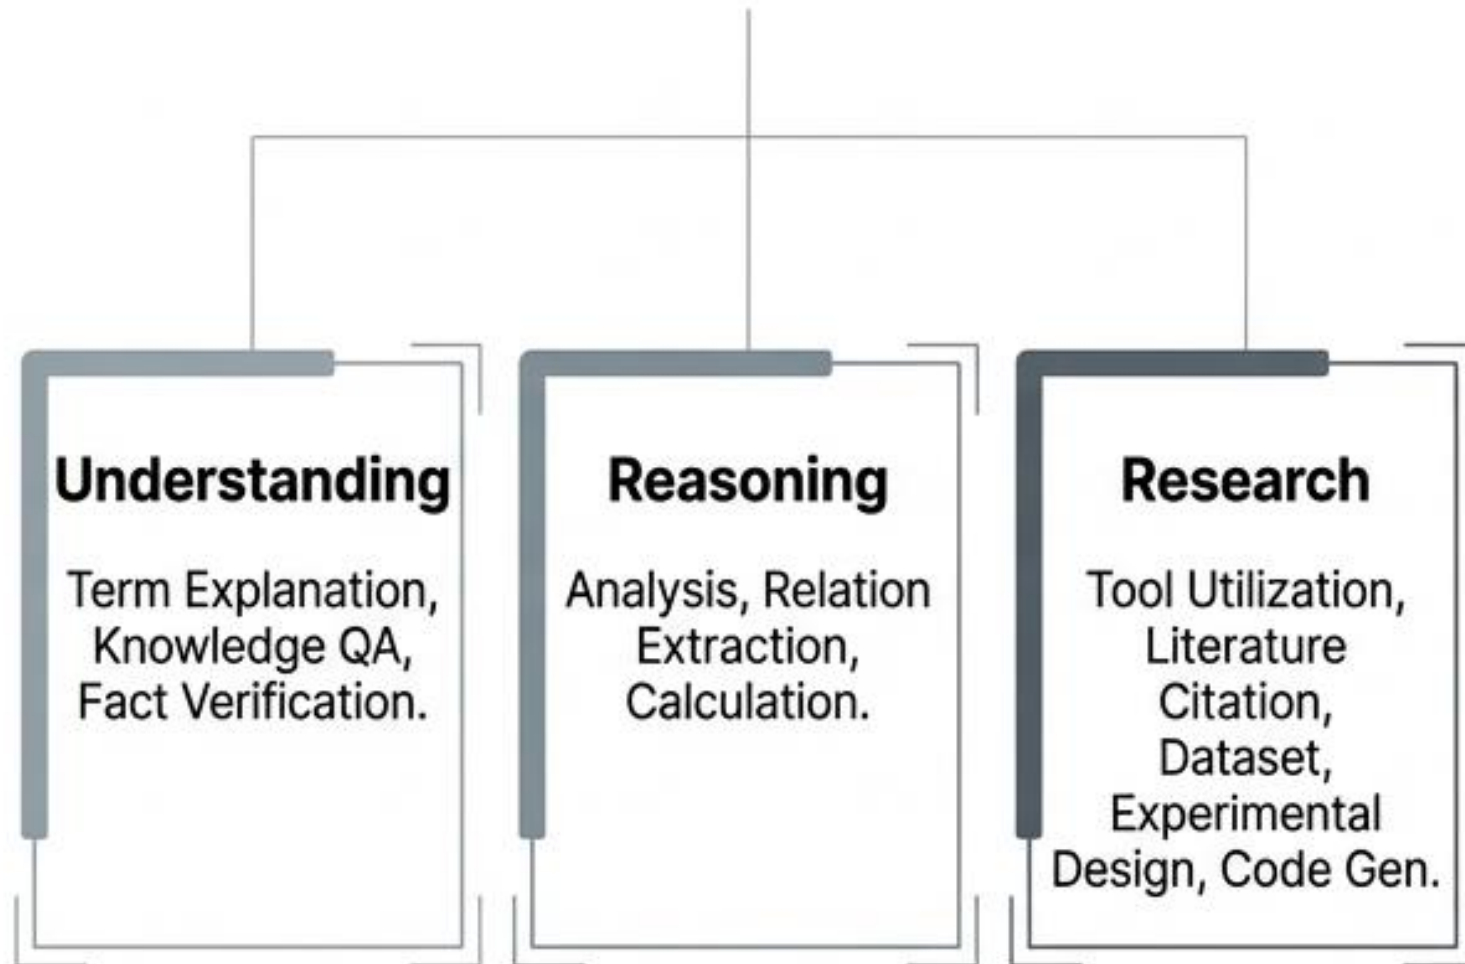 Understanding
Term Explanation,
Knowledge QA,
Fact Verification.
Reasoning
Analysis, Relation
Extraction,
Calculation.
Research
Tool Utilization,
Literature
Citation,
Dataset,
Experimental
Design, Code Gen.